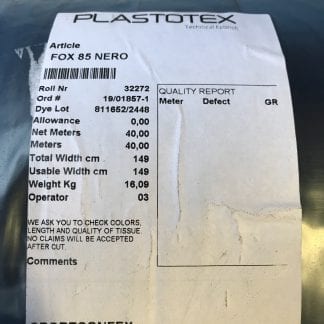 PLASTOTEX
Technical Fabrics
Article
FOX 85 NERO
Roll Nr 32272
Ord # 19/01857-1
Dye Lot 811652/2448
Allowance 0,00
Net Meters 40,00
Meters 40,00
Total Width cm 149
Usable Width cm 149
Weight Kg 16,09
Operator 03
QUALITY REPORT
Meter Defect GR
WE ASK YOU TO CHECK COLORS,
LENGTH AND QUALITY OF TISSUE.
NO CLAIMS WILL BE ACCEPTED
AFTER CUT.
Comments